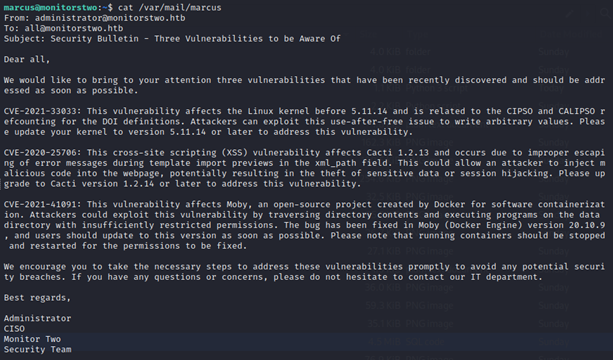 marcus@monitorstwo:~$ cat /var/mail/marcus
From: administrator@monitorstwo.htb
To: all@monitorstwo.htb
Subject: Security Bulletin - Three Vulnerabilities to be Aware Of
Dear all,
We would like to bring to your attention three vulnerabilities that have been recently discovered and should be addr
essed as soon as possible.
CVE-2021-33033: This vulnerability affects the Linux kernel before 5.11.14 and is related to the CIPSO and CALIPSO r
efcounting for the DOI definitions. Attackers can exploit this use-after-free issue to write arbitrary values. Pleas
e update your kernel to version 5.11.14 or later to address this vulnerability.
CVE-2020-25706: This cross-site scripting (XSS) vulnerability affects Cacti 1.2.13 and occurs due to improper escapi
ng of error messages during template import previews in the xml_path field. This could allow an attacker to inject m
alicious code into the webpage, potentially resulting in the theft of sensitive data or session hijacking. Please up
grade to Cacti version 1.2.14 or later to address this vulnerability.
CVE-2021-41091: This vulnerability affects Moby, an open-source project created by Docker for software containerizat
ion. Attackers could exploit this vulnerability by traversing directory contents and executing programs on the data
directory with insufficiently restricted permissions. The bug has been fixed in Moby (Docker Engine) version 20.10.9
, and users should update to this version as soon as possible. Please note that running containers should be stopped
and restarted for the permissions to be fixed.
We encourage you to take the necessary steps to address these vulnerabilities promptly to avoid any potential securi
ty breaches. If you have any questions or concerns, please do not hesitate to contact our IT department.
Best regards,
Administrator
CISO
Monitor Two
Security Team